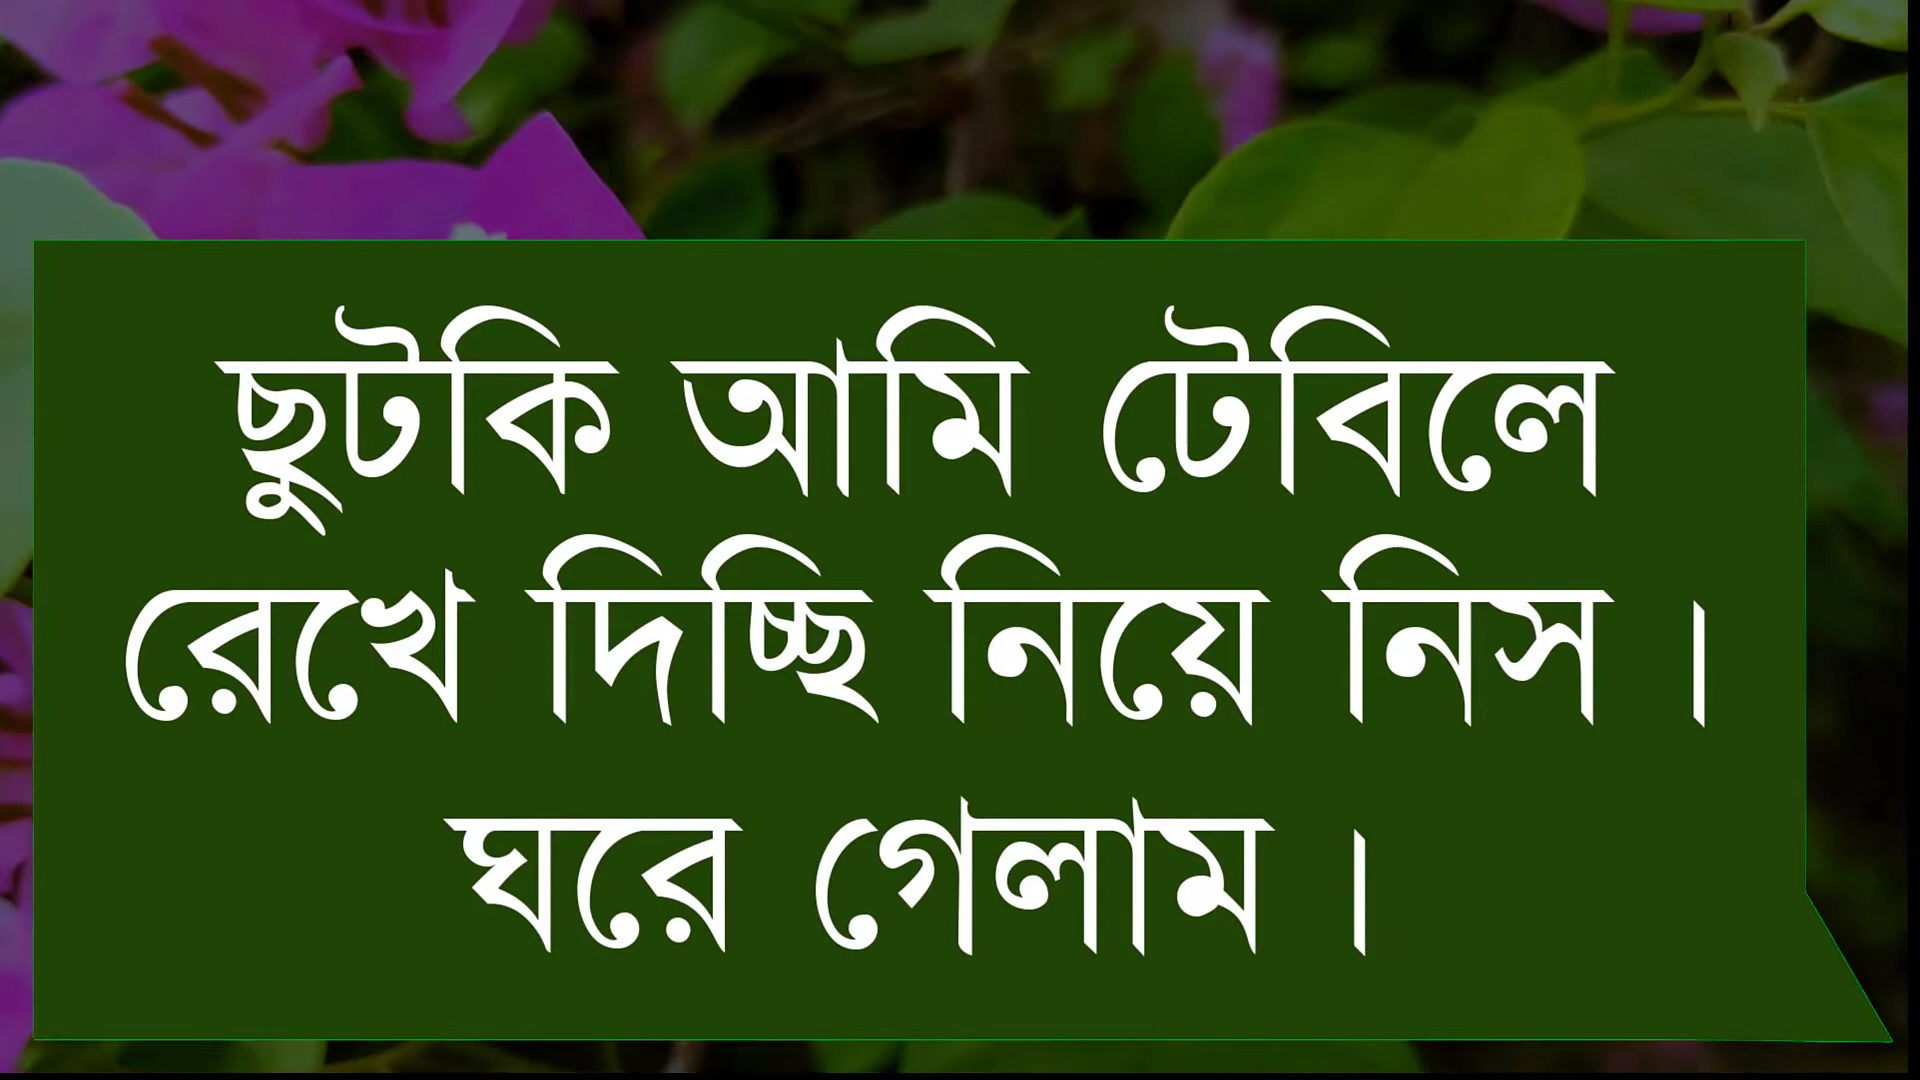 ছুটকি আমি টেবিলে
রেখে দিচ্ছি নিয়ে নিস ।
ঘরে গেলাম ।